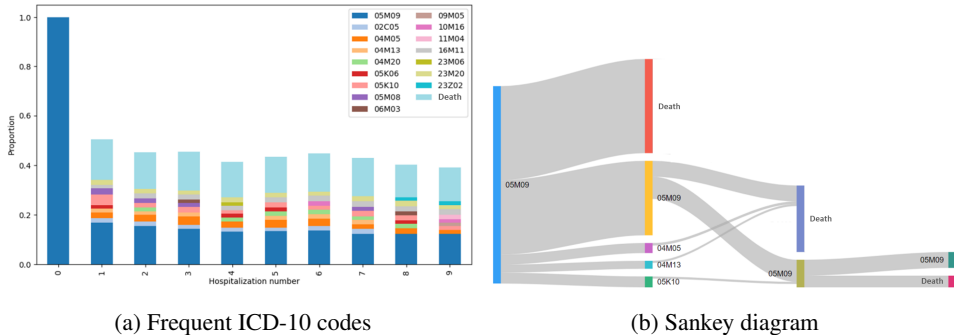 1.0
0.8
0.6
0.4
0.2
0.0
Proportion
0 1 2 3 4 5 6 7 8 9
Hospitalization number
05M09
02C05
04M05
04M13
04M20
05K06
05K10
05M08
06M03
09M05
10M16
11M04
16M11
23M06
23M20
23Z02
Death
(a) Frequent ICD-10 codes
05M09
Death
05M09
04M05
04M13
05K10
Death
05M09
05M09
Death
(b) Sankey diagram